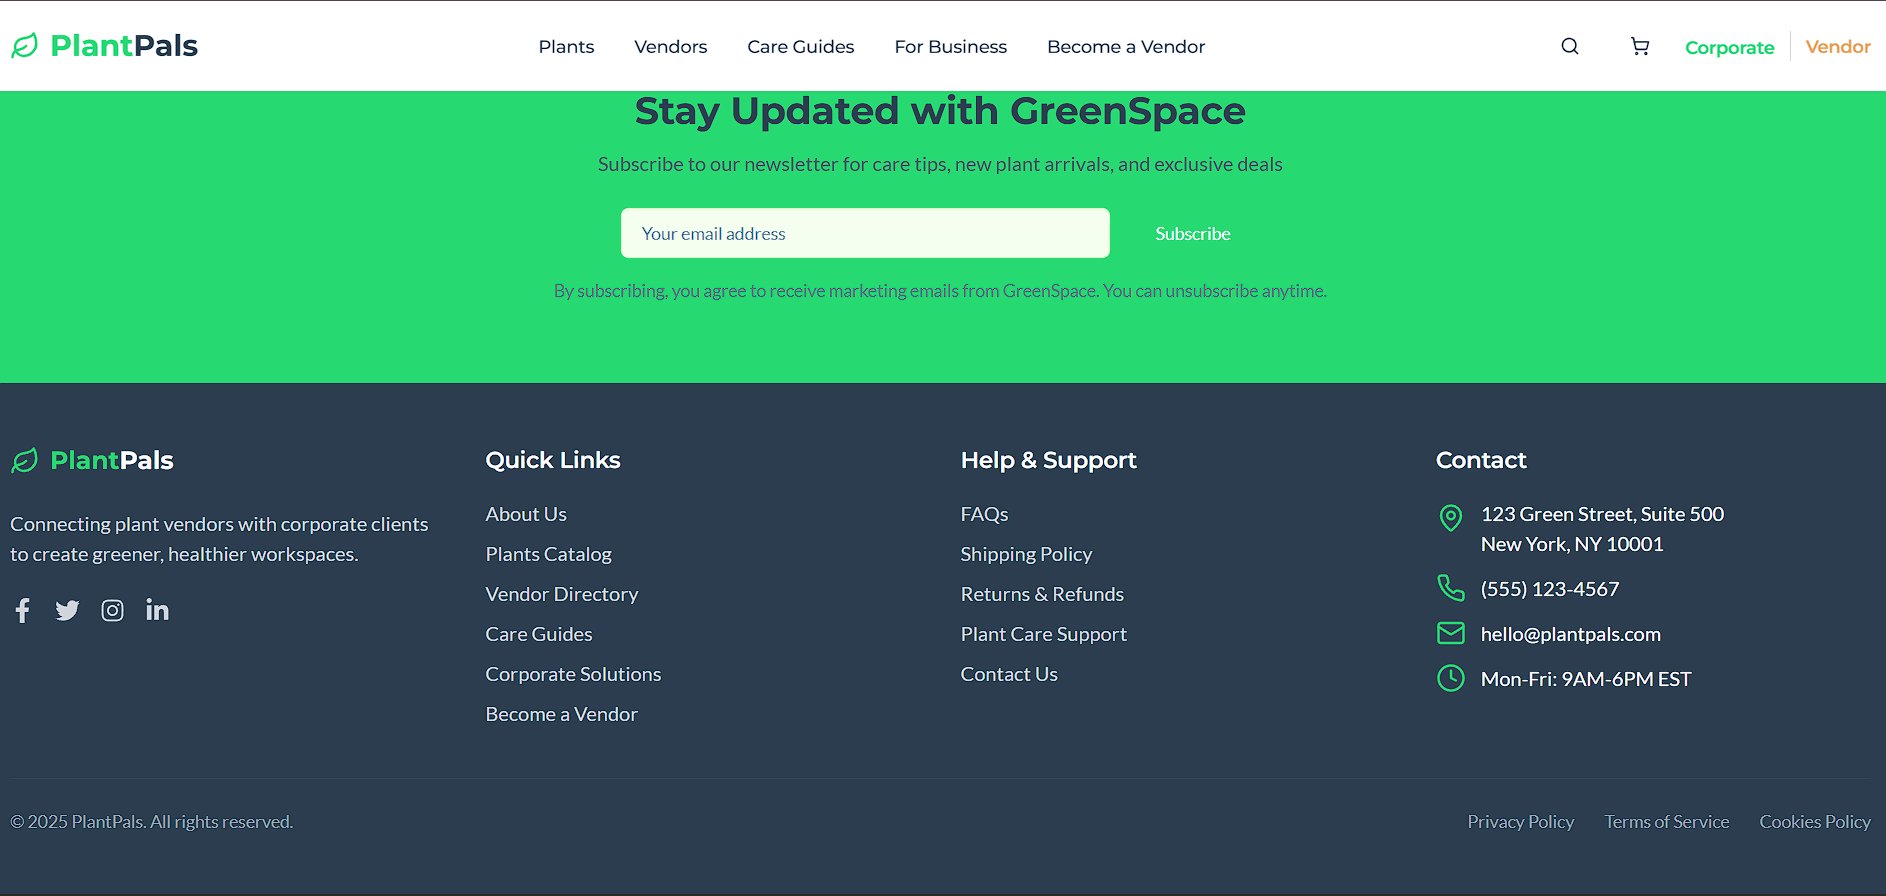 PlantPals
Plants
Vendors
Care Guides
For Business
Become a Vendor
Corporate
Vendor
Stay Updated with GreenSpace
Subscribe to our newsletter for care tips, new plant arrivals, and exclusive deals
Your email address
Subscribe
By subscribing, you agree to receive marketing emails from GreenSpace. You can unsubscribe anytime.
PlantPals
Connecting plant vendors with corporate clients
to create greener, healthier workspaces.
Quick Links
About Us
Plants Catalog
Vendor Directory
Care Guides
Corporate Solutions
Become a Vendor
Help & Support
FAQs
Shipping Policy
Returns & Refunds
Plant Care Support
Contact Us
Contact
123 Green Street, Suite 500
New York, NY 10001
(555) 123-4567
hello@plantpals.com
Mon-Fri: 9AM-6PM EST
© 2025 PlantPals. All rights reserved.
Privacy Policy
Terms of Service
Cookies Policy